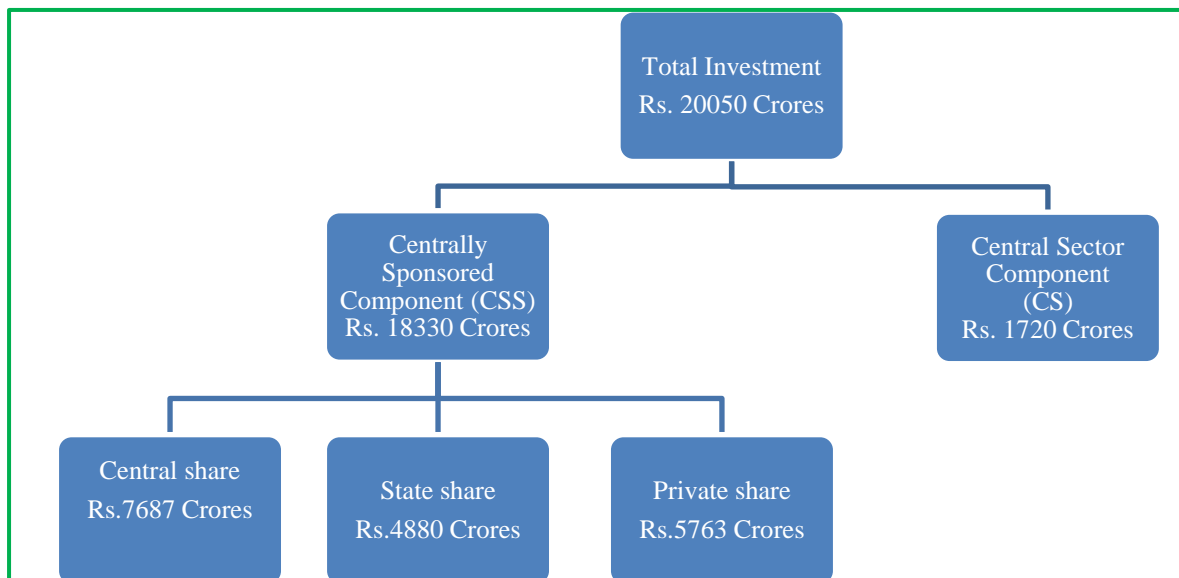 Total Investment
Rs. 20050 Crores
Centrally
Sponsored
Component (CSS)
Rs. 18330 Crores
Central Sector
Component
(CS)
Rs. 1720 Crores
Central share
Rs.7687 Crores
State share
Rs.4880 Crores
Private share
Rs.5763 Crores